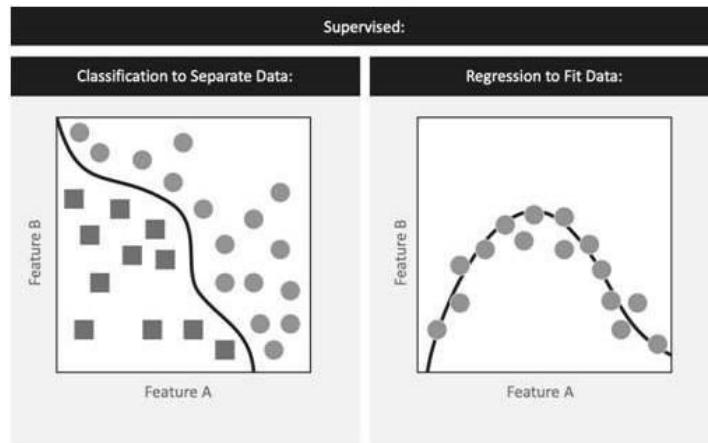 Supervised:
Classification to Separate Data:
Regression to Fit Data:
Feature B
Feature A
Feature B
Feature A